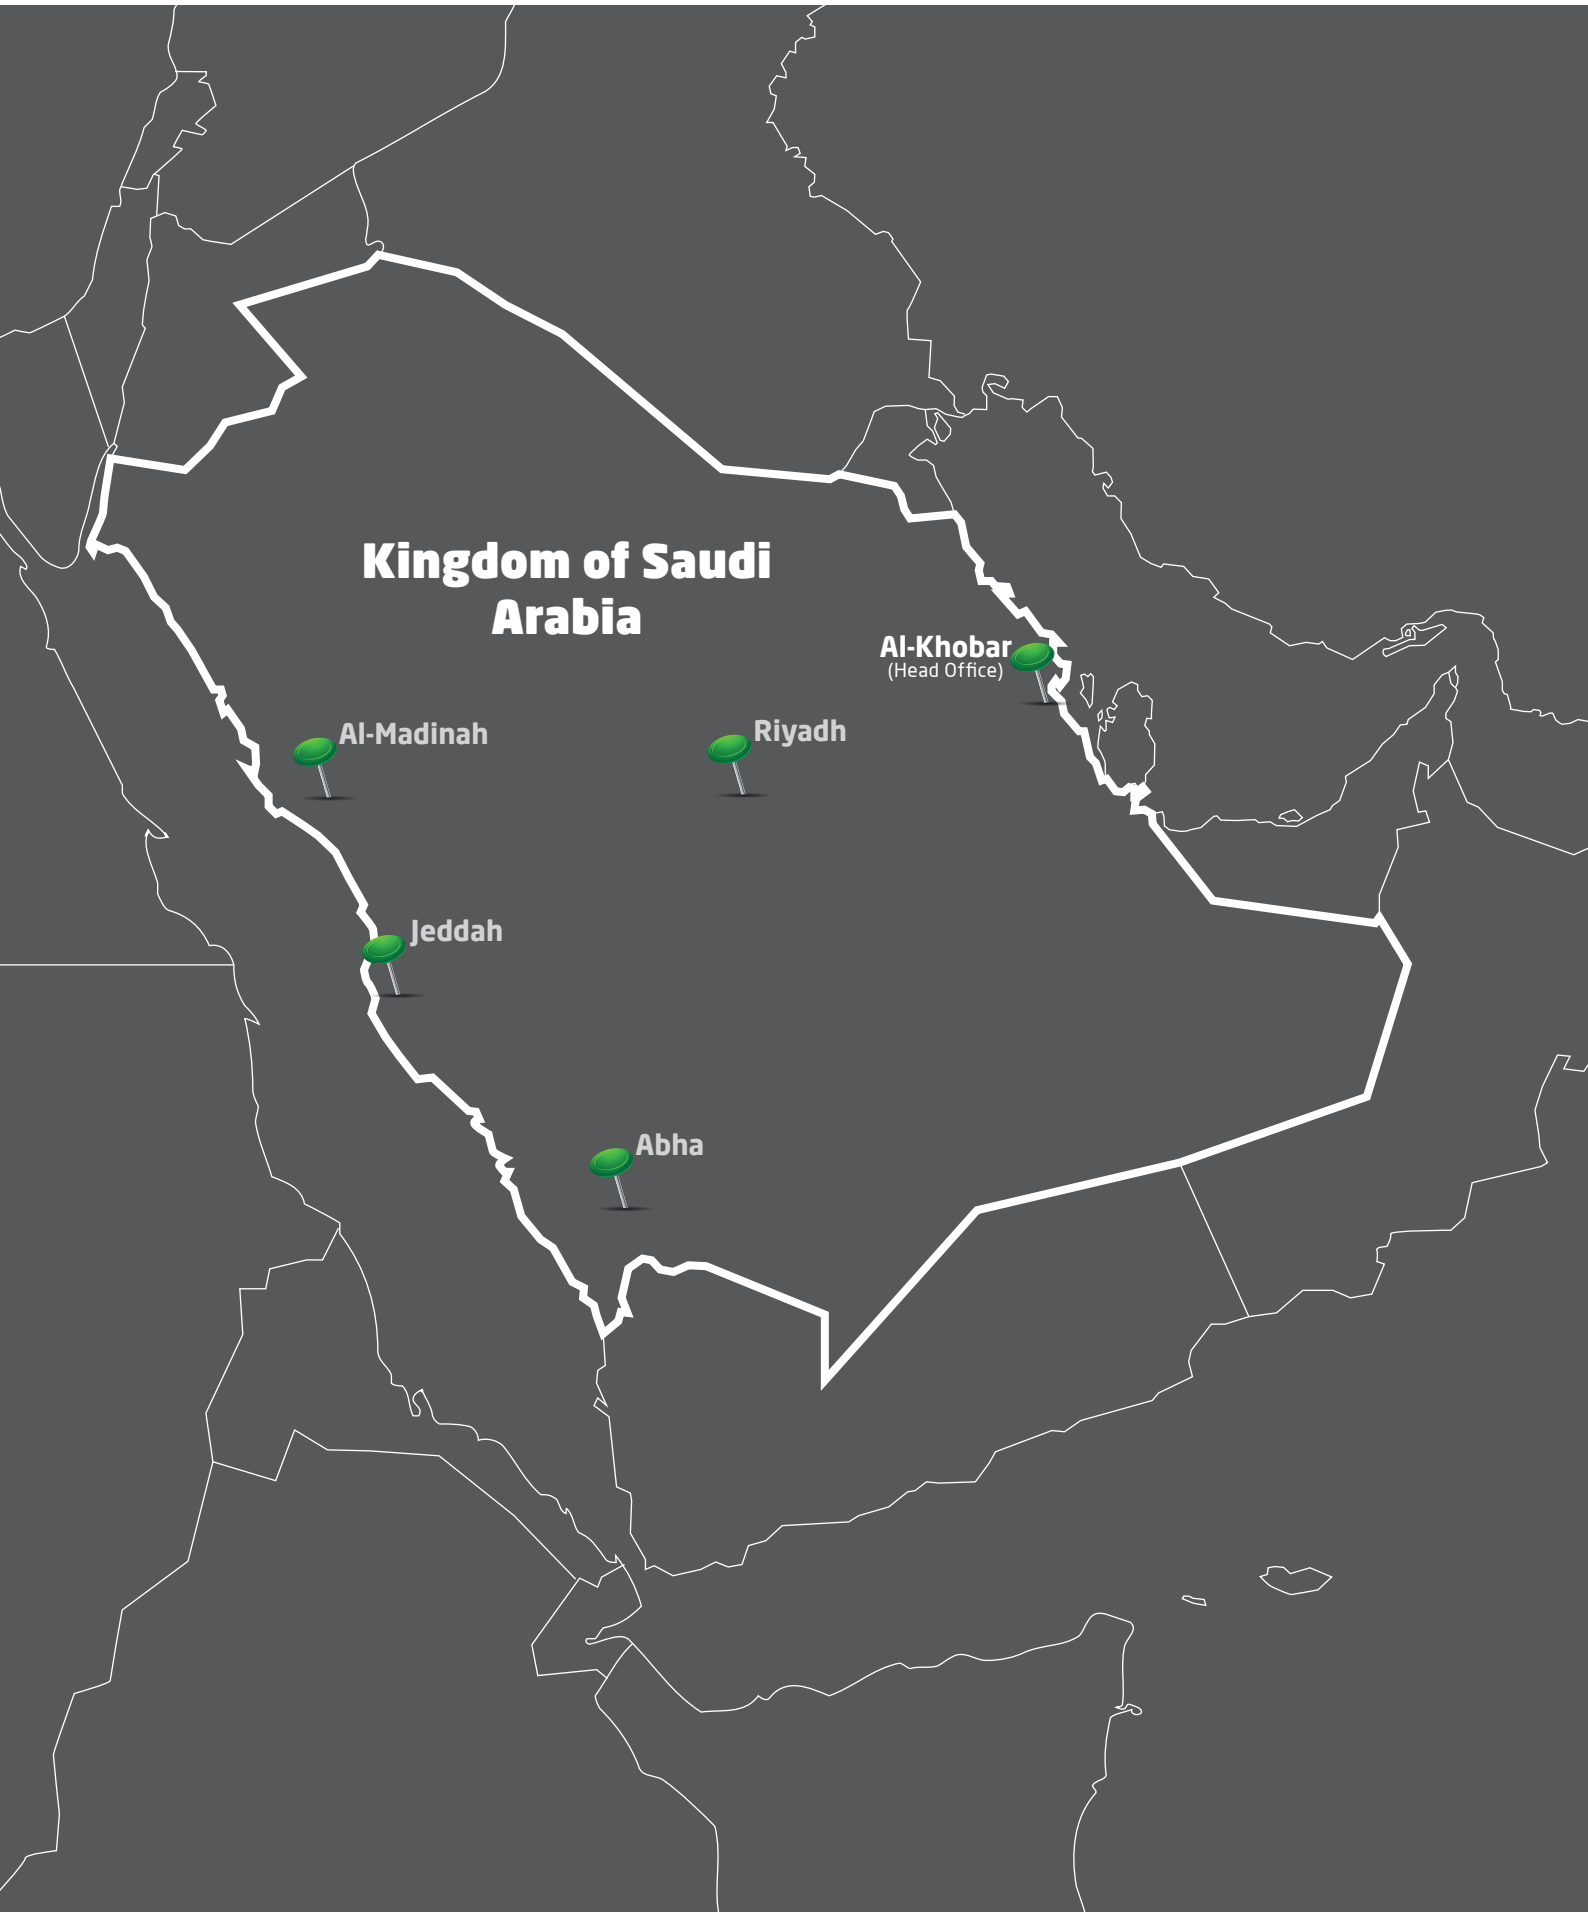 Kingdom of Saudi
Arabia
Al-Khobar
(Head Office)
Al-Madinah
Riyadh
Jeddah
Abha